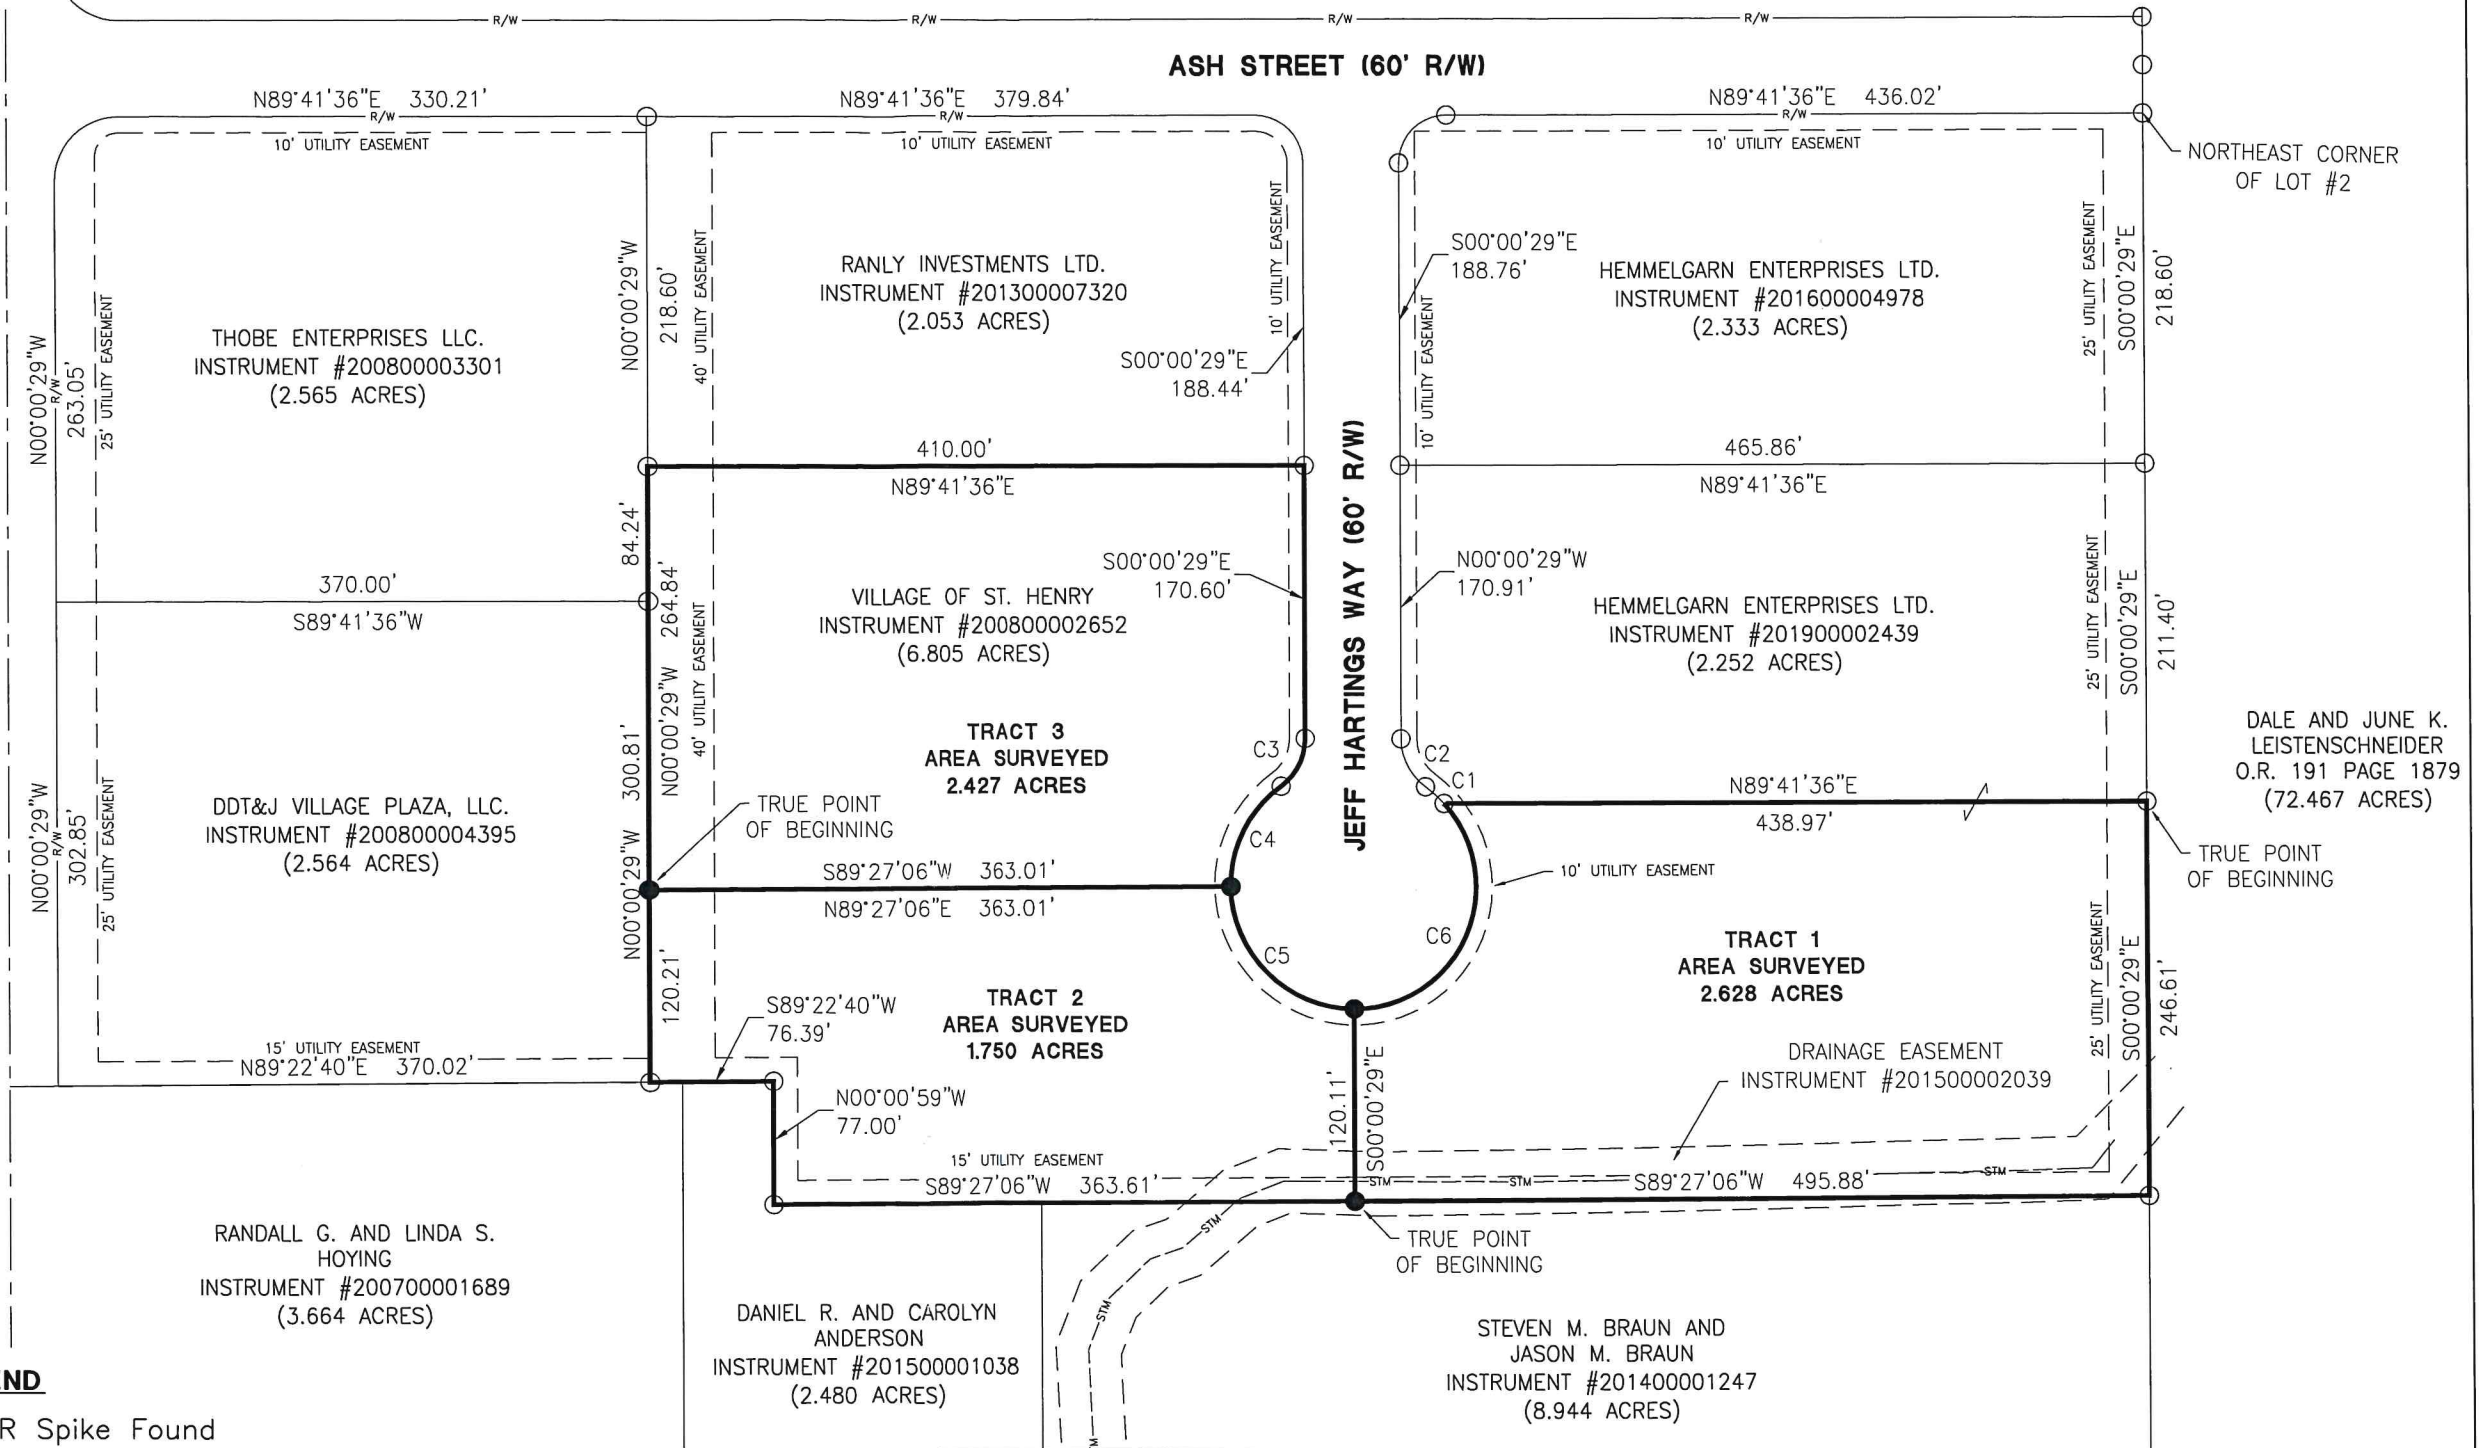 R/W
R/W
R/W
R/W
ASH STREET (60' R/W)
N89°41'36"E 330.21'
R/W
10' UTILITY EASEMENT
N89°41'36"E 379.84'
R/W
10' UTILITY EASEMENT
N89°41'36"E 436.02'
R/W
10' UTILITY EASEMENT
NORTHEAST CORNER
OF LOT #2
N00°00'29"W
R/W
263.05'
25' UTILITY EASEMENT
THOBE ENTERPRISES LLC.
INSTRUMENT #200800003301
(2.565 ACRES)
N00°00'29"W
218.60'
40' UTILITY EASEMENT
RANLY INVESTMENTS LTD.
INSTRUMENT #201300007320
(2.053 ACRES)
10' UTILITY EASEMENT
S00°00'29"E
188.44'
S00°00'29"E
188.76'
10' UTILITY EASEMENT
HEMMELGARN ENTERPRISES LTD.
INSTRUMENT #201600004978
(2.333 ACRES)
25' UTILITY EASEMENT
S00°00'29"E
218.60'
410.00'
N89°41'36"E
465.86'
N89°41'36"E
370.00'
S89°41'36"W
84.24'
264.84'
N00°00'29"W
40' UTILITY EASEMENT
300.81'
VILLAGE OF ST. HENRY
INSTRUMENT #200800002652
(6.805 ACRES)
S00°00'29"E
170.60'
JEFF HARTINGS WAY (60' R/W)
N00°00'29"W
170.91'
HEMMELGARN ENTERPRISES LTD.
INSTRUMENT #201900002439
(2.252 ACRES)
25' UTILITY EASEMENT
S00°00'29"E
211.40'
DALE AND JUNE K.
LEISTENSCHNEIDER
O.R. 191 PAGE 1879
(72.467 ACRES)
TRACT 3
AREA SURVEYED
2.427 ACRES
C3
C2
C1
C4
C5
C6
N89°41'36"E
438.97'
N00°00'29"W
R/W
302.85'
25' UTILITY EASEMENT
DDT&J VILLAGE PLAZA, LLC.
INSTRUMENT #200800004395
(2.564 ACRES)
TRUE POINT
OF BEGINNING
S89°27'06"W 363.01'
N89°27'06"E 363.01'
10' UTILITY EASEMENT
TRUE POINT
OF BEGINNING
N00°00'29"W
120.21'
S89°22'40"W
76.39'
TRACT 2
AREA SURVEYED
1.750 ACRES
TRACT 1
AREA SURVEYED
2.628 ACRES
25' UTILITY EASEMENT
S00°00'29"E
246.61'
15' UTILITY EASEMENT
N89°22'40"E 370.02'
N00°00'59"W
77.00'
120.11'
S00°00'29"E
DRAINAGE EASEMENT
INSTRUMENT #201500002039
15' UTILITY EASEMENT
S89°27'06"W 363.61'
STM
STM
S89°27'06"W 495.88'
STM
STM
STM
STM
TRUE POINT
OF BEGINNING
RANDALL G. AND LINDA S.
HOYING
INSTRUMENT #200700001689
(3.664 ACRES)
DANIEL R. AND CAROLYN
ANDERSON
INSTRUMENT #201500001038
(2.480 ACRES)
STEVEN M. BRAUN AND
JASON M. BRAUN
INSTRUMENT #201400001247
(8.944 ACRES)
END
R Spike Found